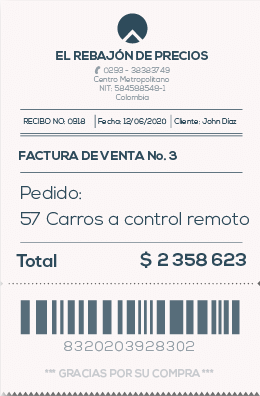 EL REBAJÓN DE PRECIOS
0293 - 38383749
Centro Metropolitano
NIT: 584598549-1
Colombia
RECIBO NO: 0918 Fecha: 12/06/2020 Cliente: John Díaz
FACTURA DE VENTA No. 3
Pedido:
57 Carros a control remoto
Total $ 2 358 623
8320203928302
*** GRACIAS POR SU COMPRA ***